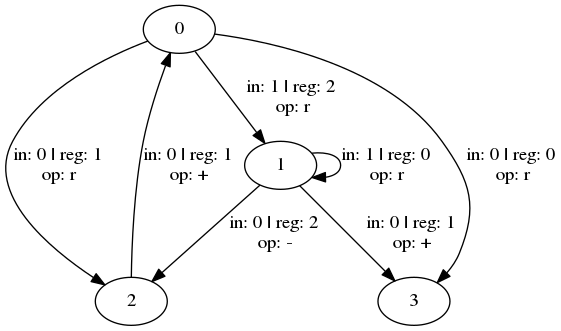 0
in: 1 | reg: 2
op: r
in: 0 | reg: 1
op: r
in: 0 | reg: 1
op: +
1
in: 1 | reg: 0
op: r
in: 0 | reg: 0
op: r
in: 0 | reg: 2
op: -
in: 0 | reg: 1
op: +
2
3